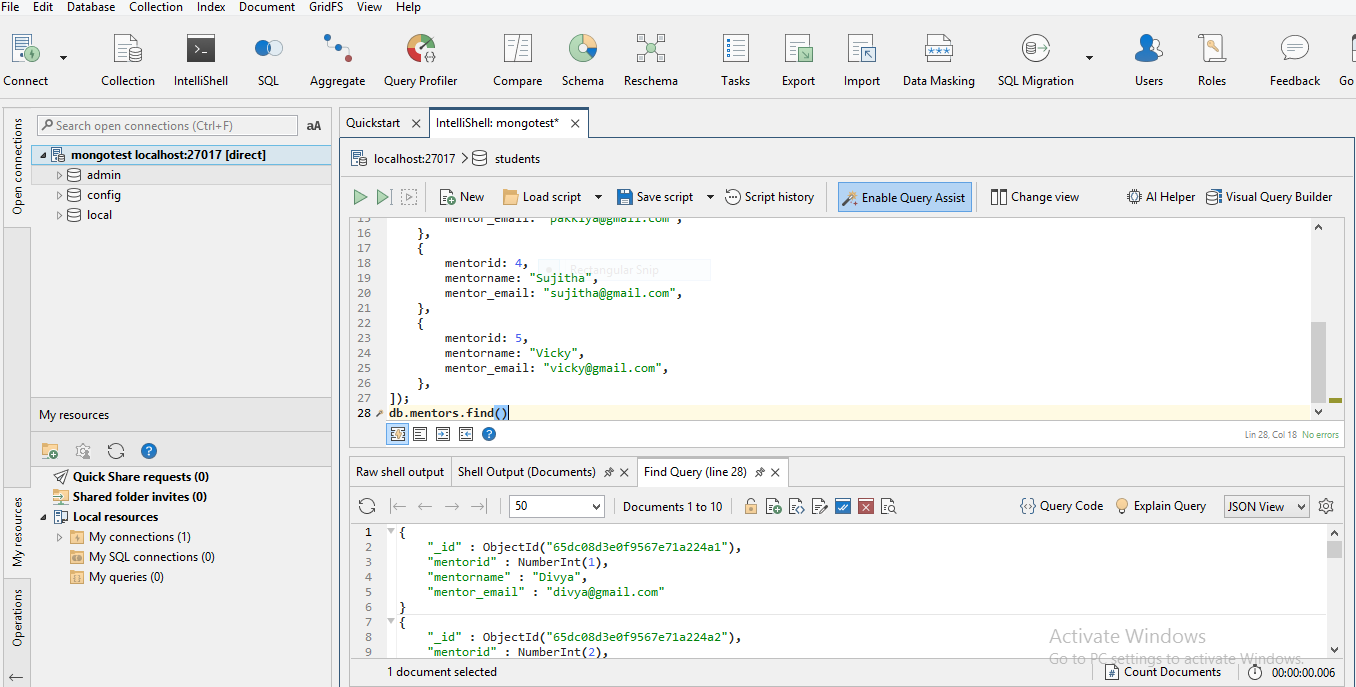 File Edit Database Collection Index Document GridFS View Help
Connect Collection IntelliShell SQL Aggregate Query Profiler Compare Schema Reschema Tasks Export Import Data Masking SQL Migration Users Roles Feedback Go
Open connections
Search open connections (Ctrl+F) aA
mongotest localhost:27017 [direct]
admin
config
local
My resources
My resources
Quick Share requests (0)
Shared folder invites (0)
Local resources
My connections (1)
My SQL connections (0)
My queries (0)
Operations
Quickstart IntelliShell: mongotest*
localhost:27017 students
New Load script Save script Script history Enable Query Assist Change view AI Helper Visual Query Builder
15 mentor_email: "pakkiya@gmail.com",
16 },
17 {
18 mentorid: 4,
Rectangular Snip
19 mentorname: "Sujitha",
20 mentor_email: "sujitha@gmail.com",
21 },
22 {
23 mentorid: 5,
24 mentorname: "Vicky",
25 mentor_email: "vicky@gmail.com",
26 },
27 ]);
28 db.mentors.find()
Lin 28, Col 18 No errors
Raw shell output Shell Output (Documents) Find Query (line 28)
50 Documents 1 to 10 Query Code Explain Query JSON View
1 {
2 "_id" : ObjectId("65dc08d3e0f9567e71a224a1"),
3 "mentorid" : NumberInt(1),
4 "mentorname" : "Divya",
5 "mentor_email" : "divya@gmail.com"
6 }
7 {
8 "_id" : ObjectId("65dc08d3e0f9567e71a224a2"),
9 "mentorid" : NumberInt(2),
Activate Windows
Go to PC settings to activate Windows.
1 document selected Count Documents 00:00:00.006